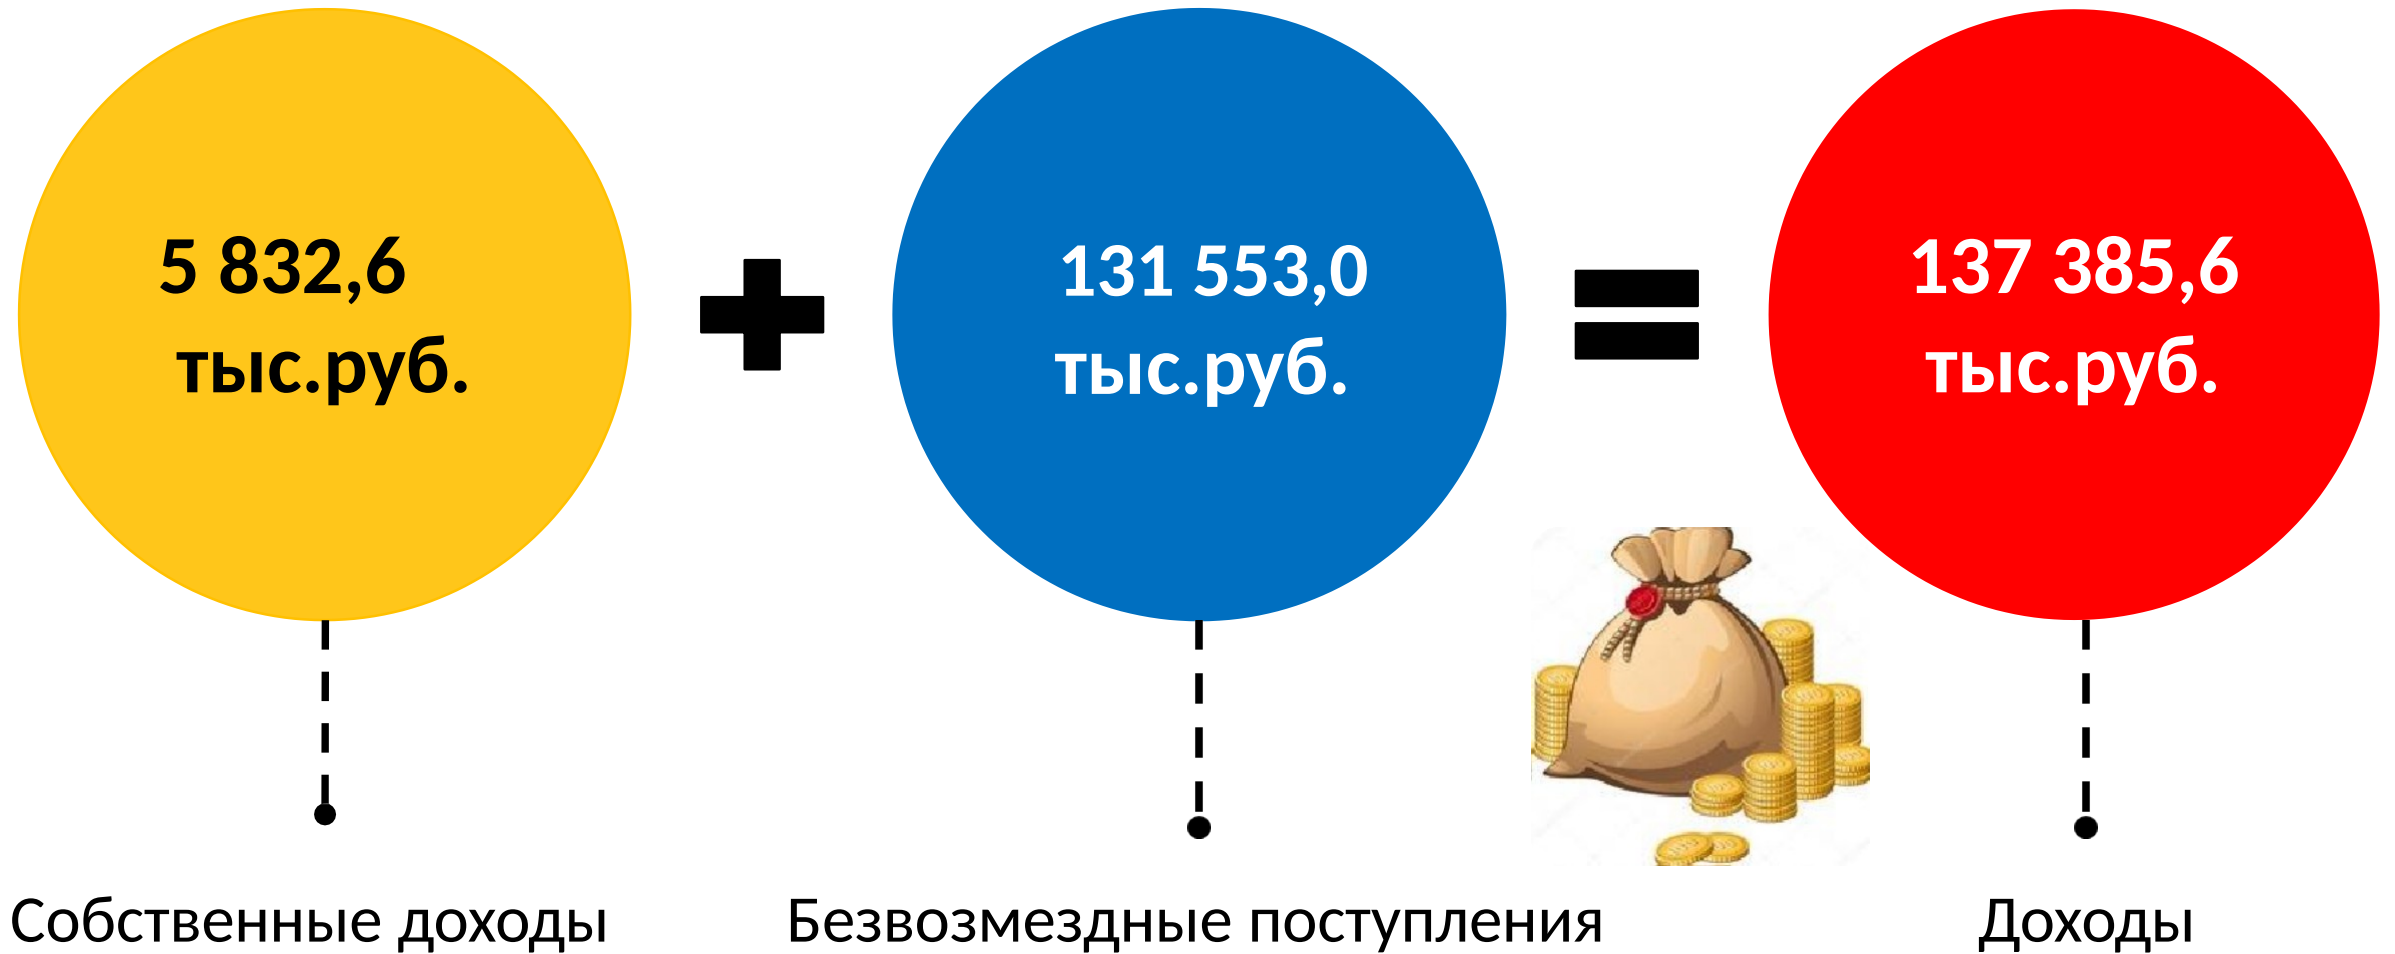 5 832,6
тыс.руб.
131 553,0
тыс.руб.
137 385,6
тыс.руб.
Собственные доходы
Безвозмездные поступления
Доходы